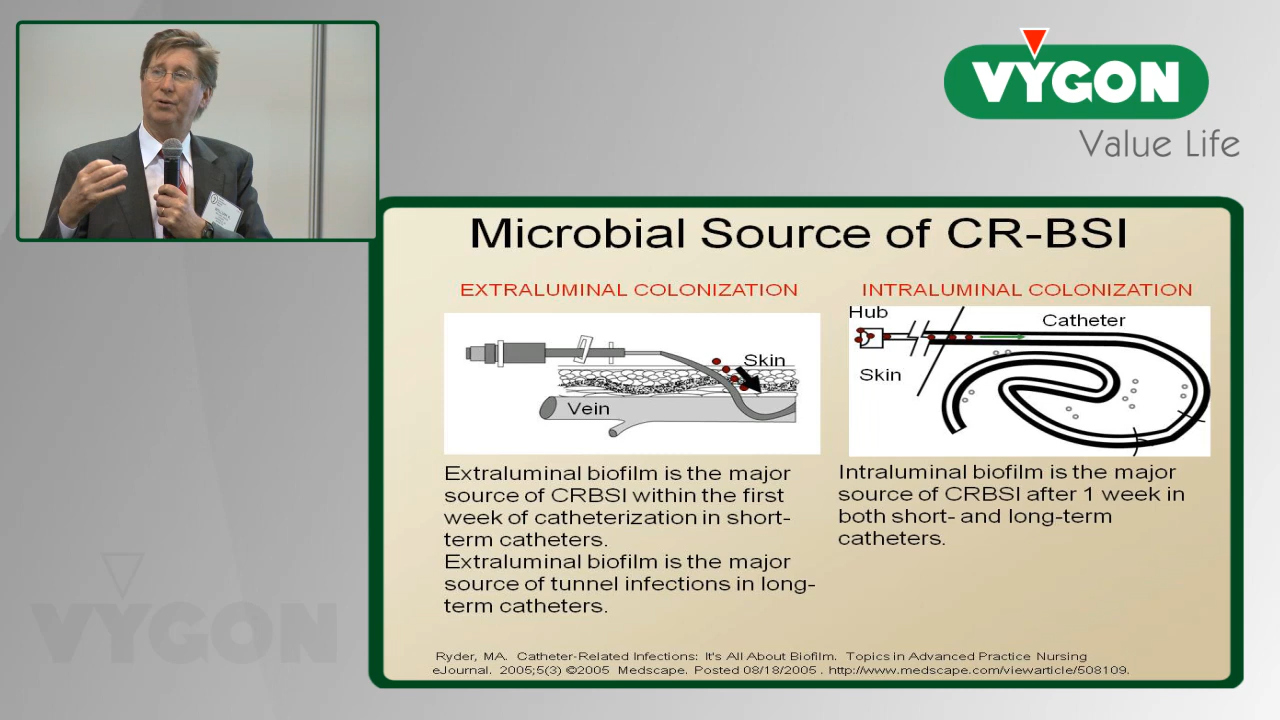 VYGON
Value Life
Microbial Source of CR-BSI
EXTRALUMINAL COLONIZATION
Skin
Vein
Extraluminal biofilm is the major
source of CRBSI within the first
week of catheterization in short-
term catheters.
Extraluminal biofilm is the major
source of tunnel infections in long-
term catheters.
INTRALUMINAL COLONIZATION
Hub
Catheter
Skin
Intraluminal biofilm is the major
source of CRBSI after 1 week in
both short- and long-term
catheters.
Ryder, MA. Catheter-Related Infections: It's All About Biofilm. Topics in Advanced Practice Nursing
eJournal. 2005;5(3) ©2005 Medscape. Posted 08/18/2005 . http://www.medscape.com/viewarticle/508109.
VYGON